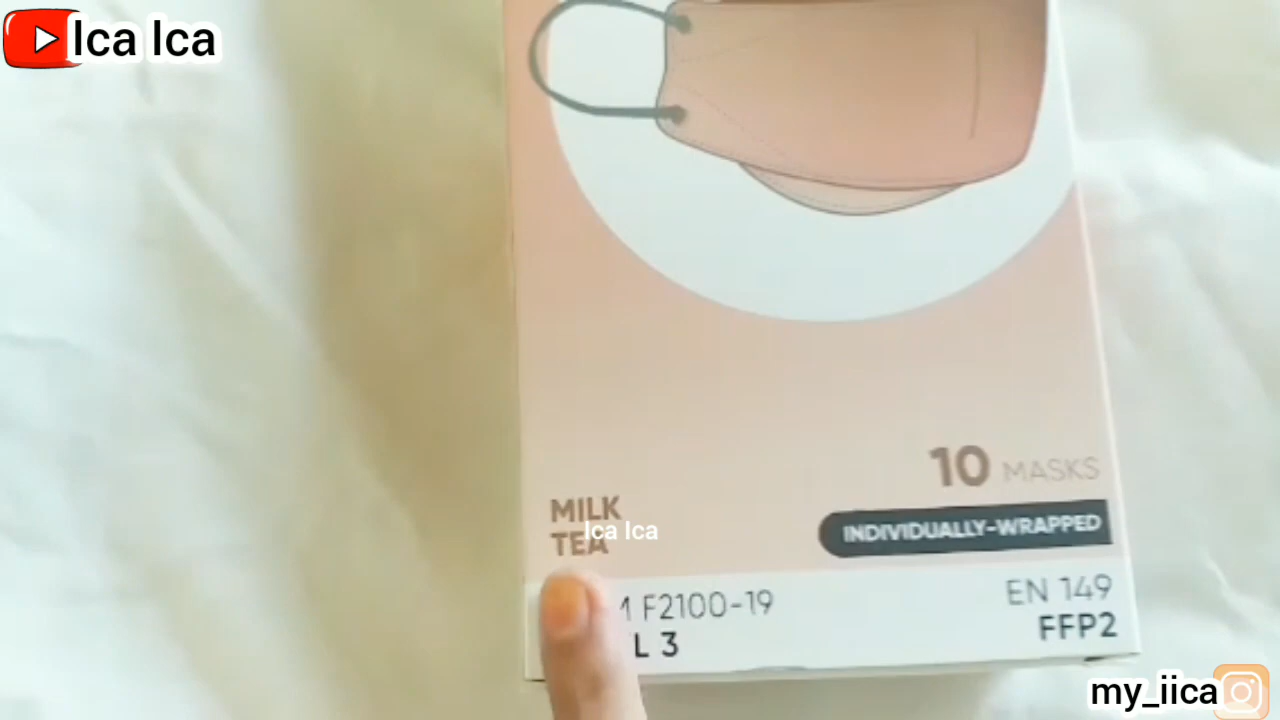 Ica Ica
10 MASKS
MILK
TEA
Ica Ica
INDIVIDUALLY-WRAPPED
F2100-19
L 3
EN 149
FFP2
my_iica